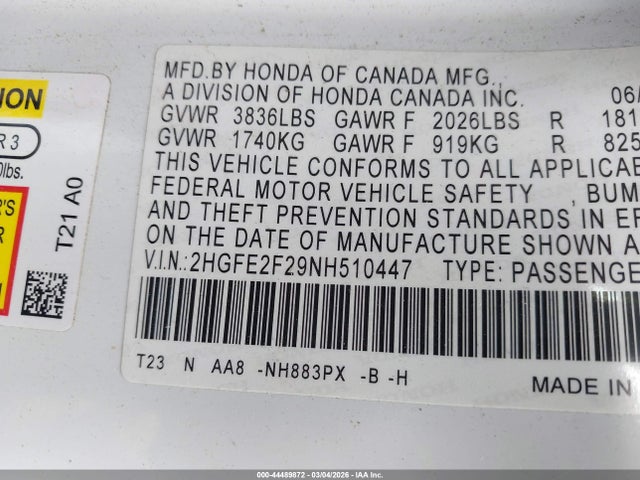 NON
R 3
0lbs.
R'S
R
T21 A0
MFD.BY HONDA OF CANADA MFG.,
A DIVISION OF HONDA CANADA INC. 06/
GVWR 3836LBS GAWR F 2026LBS R 181
GVWR 1740KG GAWR F 919KG R 825
THIS VEHICLE CONFORMS TO ALL APPLICAB
FEDERAL MOTOR VEHICLE SAFETY , BUM
AND THEFT PREVENTION STANDARDS IN E
ON THE DATE OF MANUFACTURE SHOWN A
V.I.N.:2HGFE2F29NH510447 TYPE: PASSENGE
T23 N AA8 -NH883PX -B -H
MADE IN
000-44489872 | 03/04/2026 - IAA Inc.